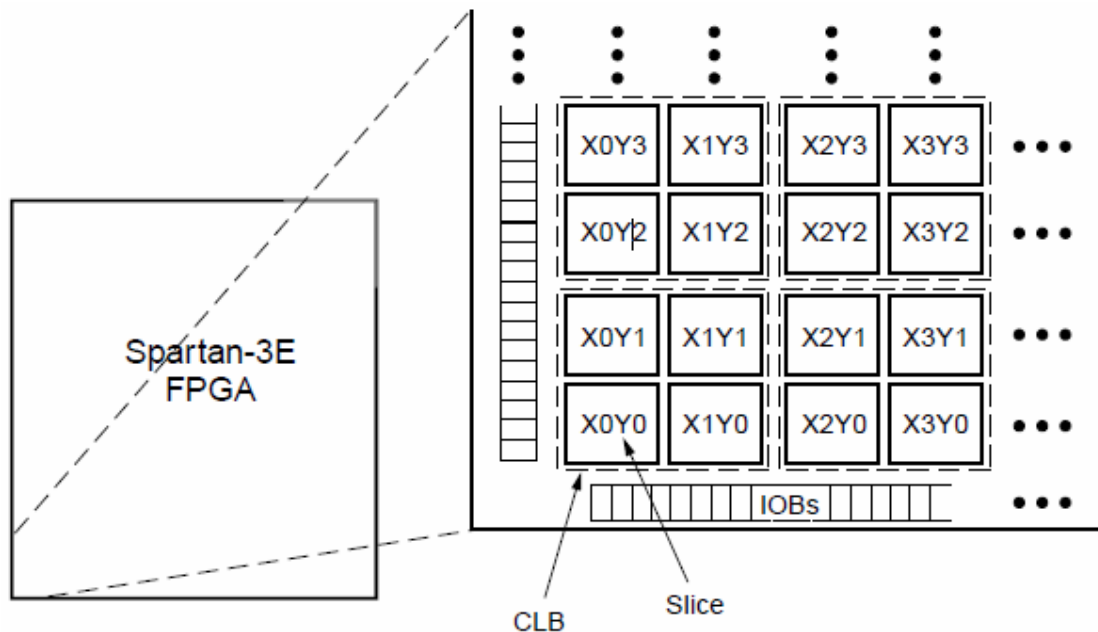 X0Y3 X1Y3 X2Y3 X3Y3
X0Y2 X1Y2 X2Y2 X3Y2
Spartan-3E
FPGA
X0Y1 X1Y1 X2Y1 X3Y1
X0Y0 X1Y0 X2Y0 X3Y0
IOBs
CLB
Slice